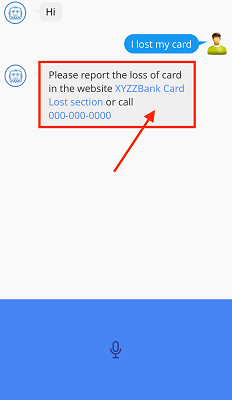 Hi
I lost my card
Please report the loss of card
in the website XYZZBank Card
Lost section or call
000-000-0000